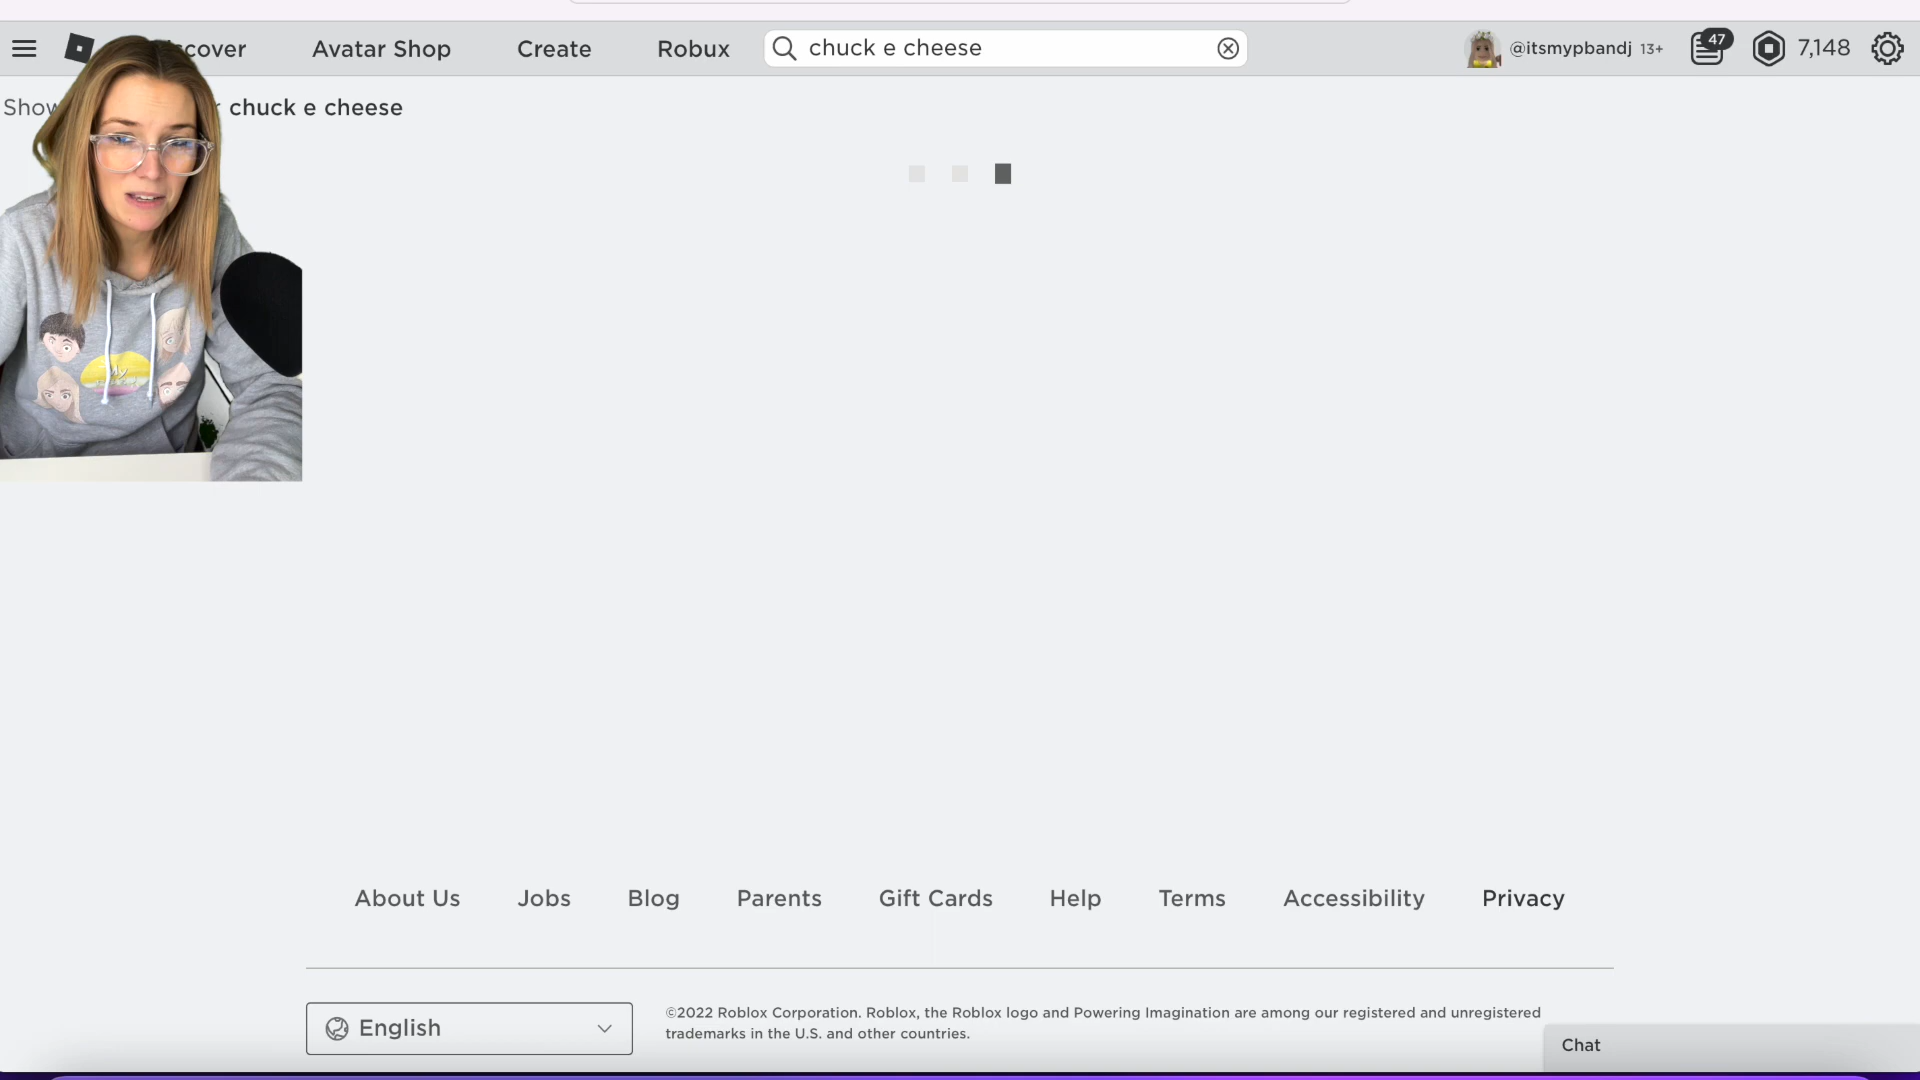 cover
Avatar Shop
Create
Robux
chuck e cheese
@itsmypbandj 13+
47
7,148
Show
chuck e cheese
My
About Us
Jobs
Blog
Parents
Gift Cards
Help
Terms
Accessibility
Privacy
English
©2022 Roblox Corporation. Roblox, the Roblox logo and Powering Imagination are among our registered and unregistered
trademarks in the U.S. and other countries.
Chat